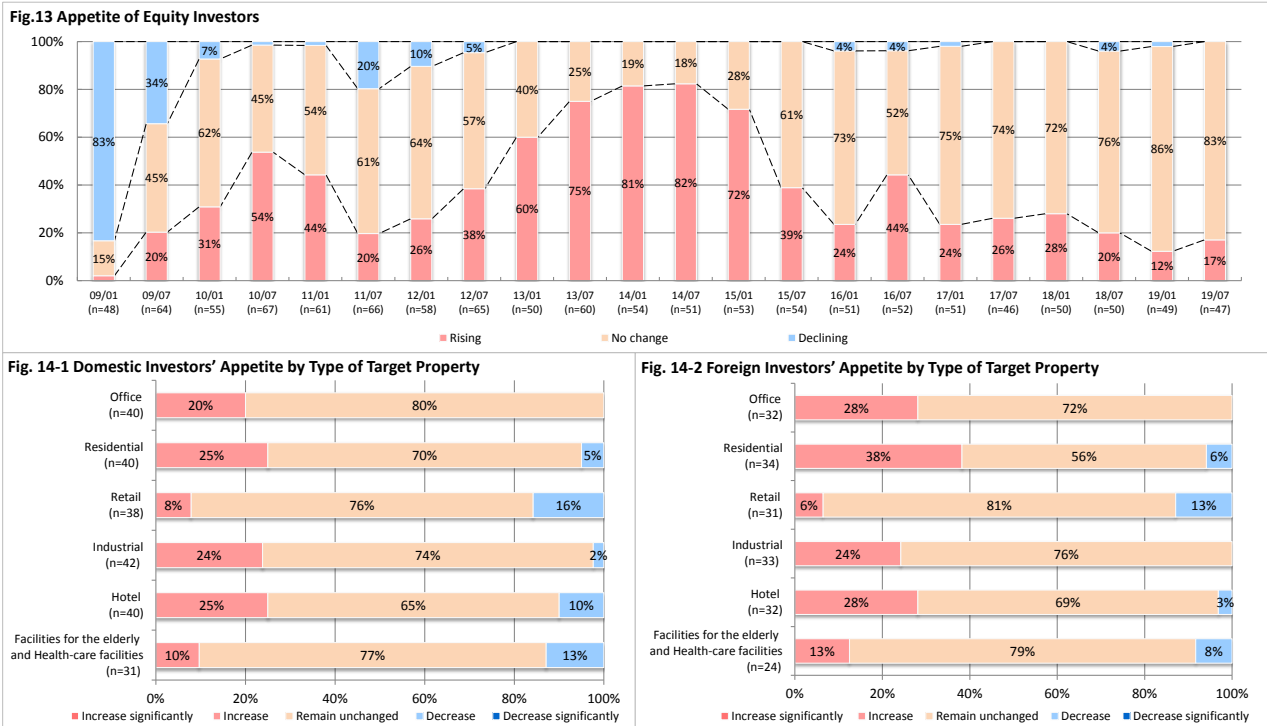 Fig.13 Appetite of Equity Investors
100%
80%
60%
40%
20%
0%
83%
15%
34%
45%
20%
7%
62%
31%
45%
54%
54%
44%
20%
61%
20%
10%
64%
26%
5%
57%
38%
40%
60%
25%
75%
19%
81%
18%
82%
28%
72%
61%
39%
4%
73%
24%
4%
52%
44%
75%
24%
74%
26%
72%
28%
4%
76%
20%
86%
12%
83%
17%
09/01 09/07 10/01 10/07 11/01 11/07 12/01 12/07 13/01 13/07 14/01 14/07 15/01 15/07 16/01 16/07 17/01 17/07 18/01 18/07 19/01 19/07
(n=48) (n=64) (n=55) (n=67) (n=61) (n=66) (n=58) (n=65) (n=50) (n=60) (n=54) (n=51) (n=53) (n=54) (n=51) (n=52) (n=51) (n=46) (n=50) (n=50) (n=49) (n=47)
Rising No change Declining
Fig. 14-1 Domestic Investors' Appetite by Type of Target Property
Office
(n=40)
20% 80%
Residential
(n=40)
25% 70% 5%
Retail
(n=38)
8% 76% 16%
Industrial
(n=42)
24% 74% 2%
Hotel
(n=40)
25% 65% 10%
Facilities for the elderly
and Health-care facilities
(n=31)
10% 77% 13%
0% 20% 40% 60% 80% 100%
Increase significantly Increase Remain unchanged Decrease Decrease significantly
Fig. 14-2 Foreign Investors' Appetite by Type of Target Property
Office
(n=32)
28% 72%
Residential
(n=34)
38% 56% 6%
Retail
(n=31)
6% 81% 13%
Industrial
(n=33)
24% 76%
Hotel
(n=32)
28% 69% 3%
Facilities for the elderly
and Health-care facilities
(n=24)
13% 79% 8%
0% 20% 40% 60% 80% 100%
Increase significantly Increase Remain unchanged Decrease Decrease significantly